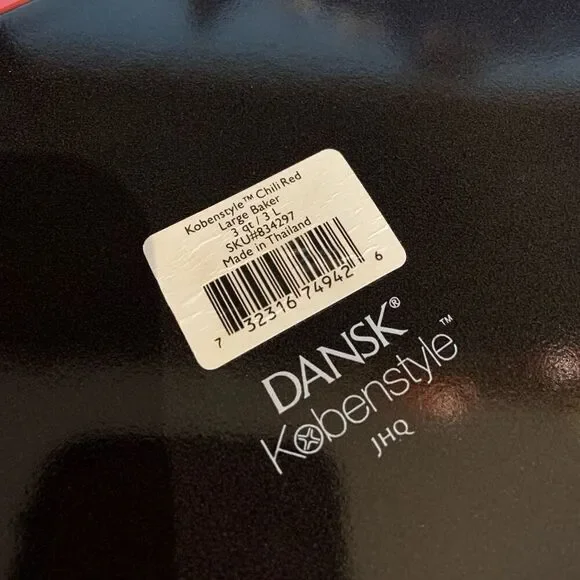 Kobenstyle™ Chili Red
Large Baker
3 qt / 3 L
SKU#834297
Made in Thailand
7 32316 74942 6
DANSK®
Kobenstyle™
JHQ